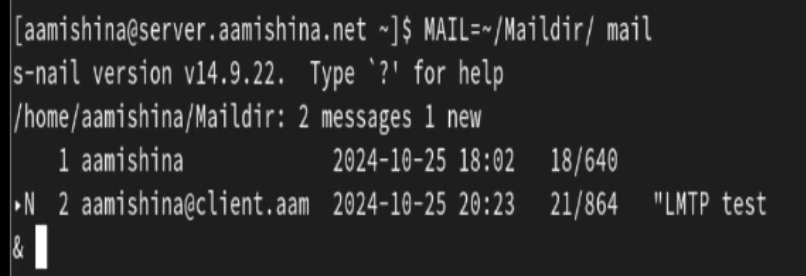 [aamishina@server.aamishina.net ~]$ MAIL=~/Maildir/ mail
s-nail version v14.9.22.  Type `?' for help
/home/aamishina/Maildir: 2 messages 1 new
    1 aamishina             2024-10-25 18:02   18/640
▸N  2 aamishina@client.aam  2024-10-25 20:23   21/864   "LMTP test
&